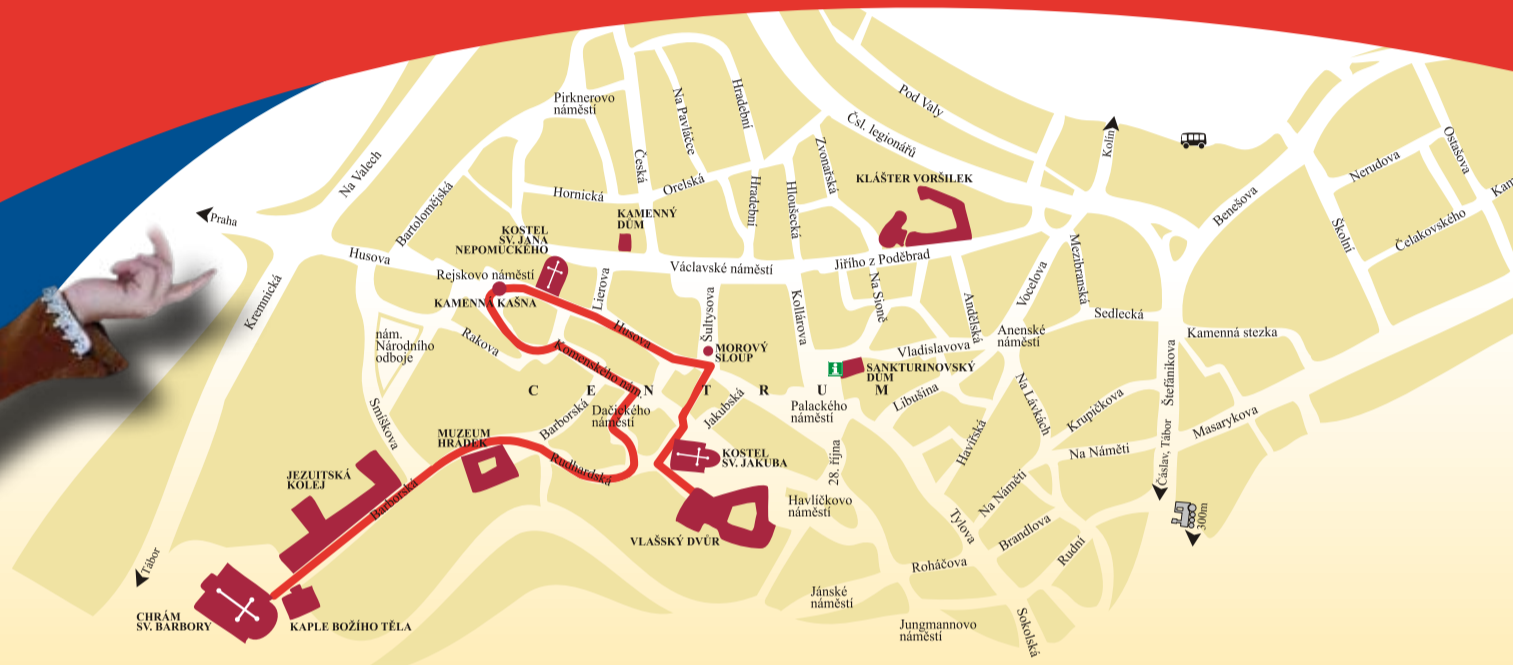 Pirknerovo
náměstí
Na Valech
Bartolomějská
Česká
Na Pavláčce
Hradební
Hradební
Hornická
Orelská
Hloušecká
Zvonařská
Čsl. legionářů
Pod Valy
Kolín
Benešova
Nerudova
Ostašova
Školní
Čelakovského
KLÁŠTER VORŠILEK
KAMENNÝ
DŮM
KOSTEL
SV. JANA
NEPOMUCKÉHO
Praha
Husova
Rejskovo náměstí
KAMENNÁ KAŠNA
Václavské náměstí
Jiřího z Poděbrad
Kremnická
Lierova
Husova
Šultysova
Kollárova
Na Sioně
Andělská
Vocelova
Mezibranská
Sedlecká
Kamenná stezka
Anenské
náměstí
nám.
Národního
odboje
Rakova
Komenského nám.
MOROVÝ
SLOUP
Vladislavova
SANKTURINOVSKÝ
DŮM
i
C E N T R U M
Palackého
náměstí
Libušina
Štefánikova
Smíškova
Barborská
Dačického
náměstí
Jakubská
Na Lávkách
Krupičkova
Masarykova
Havířská
Na Náměti
MUZEUM
HRÁDEK
Rudhardská
KOSTEL
SV. JAKUBA
28. října
Čáslav, Tábor
JEZUITSKÁ
KOLEJ
Barborská
Havlíčkovo
náměstí
Na Náměti
300m
VLAŠSKÝ DVŮR
Tylova
Brandlova
Rudní
Roháčova
Tábor
Jánské
náměstí
CHRÁM
SV. BARBORY
KAPLE BOŽÍHO TĚLA
Jungmannovo
náměstí
Sokolská